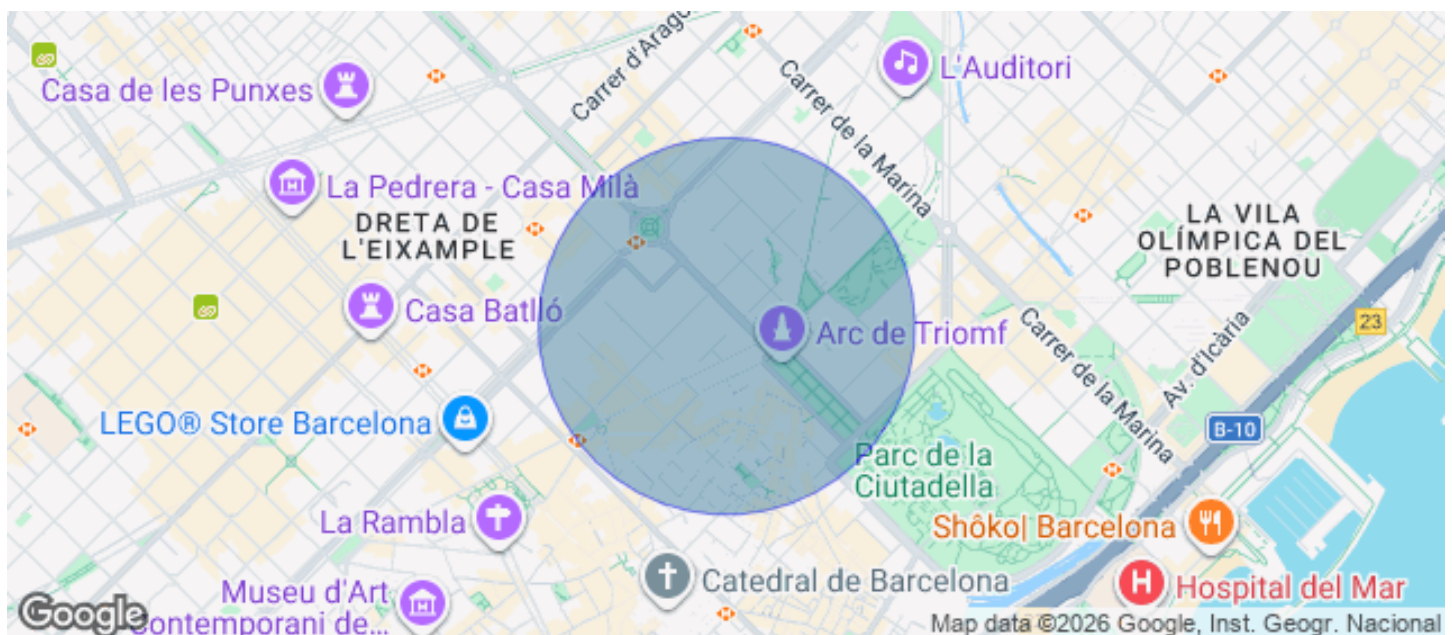 Carrer d'Arago
L'Auditori
Casa de les Punxes
Carrer de la Marina
La Pedrera - Casa Milà
DRETA DE
L'EIXAMPLE
LA VILA
OLÍMPICA DEL
POBLENOU
Casa Batlló
Arc de Triomf
23
Carrer de la Marina
Av. d'Icària
LEGO® Store Barcelona
B-10
Parc de la
Ciutadella
La Rambla
Shôko| Barcelona
Catedral de Barcelona
Hospital del Mar
Museu d'Art
Contemporani de...
Google
Map data ©2026 Google, Inst. Geogr. Nacional